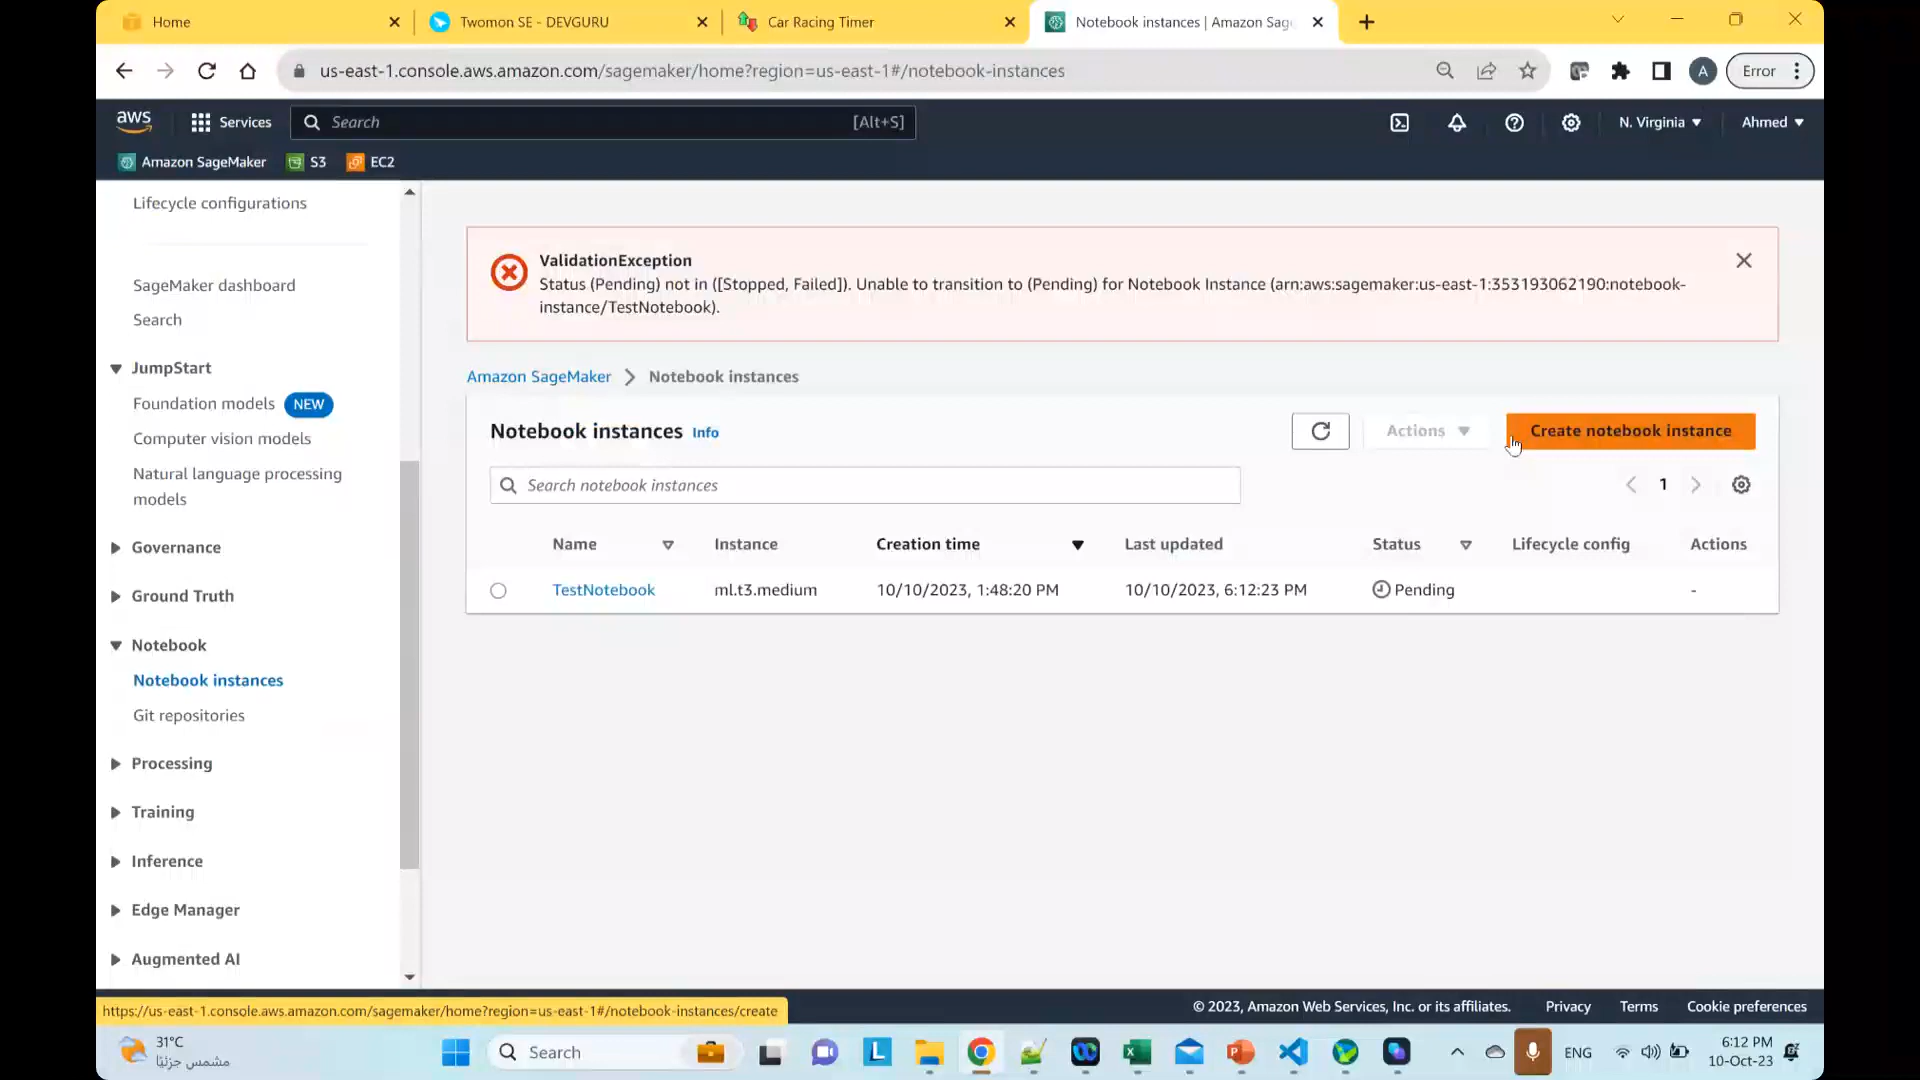 Home
Twomon SE - DEVGURU
Car Racing Timer
Notebook instances | Amazon Sag
us-east-1.console.aws.amazon.com/sagemaker/home?region=us-east-1#/notebook-instances
A
Error
aws
Services
Search
[Alt+S]
N. Virginia
Ahmed
Amazon SageMaker
S3
EC2
Lifecycle configurations
SageMaker dashboard
Search
JumpStart
Foundation models NEW
Computer vision models
Natural language processing
models
Governance
Ground Truth
Notebook
Notebook instances
Git repositories
Processing
Training
Inference
Edge Manager
Augmented AI
ValidationException
Status (Pending) not in ([Stopped, Failed]). Unable to transition to (Pending) for Notebook Instance (arn:aws:sagemaker:us-east-1:353193062190:notebook-
instance/TestNotebook).
Amazon SageMaker
Notebook instances
Notebook instances Info
Actions
Create notebook instance
Search notebook instances
1
Name
Instance
Creation time
Last updated
Status
Lifecycle config
Actions
TestNotebook
ml.t3.medium
10/10/2023, 1:48:20 PM
10/10/2023, 6:12:23 PM
Pending
-
https://us-east-1.console.aws.amazon.com/sagemaker/home?region=us-east-1#/notebook-instances/create
© 2023, Amazon Web Services, Inc. or its affiliates.
Privacy
Terms
Cookie preferences
31°C
مشمس جزئيًا
Search
L
ENG
6:12 PM
10-Oct-23